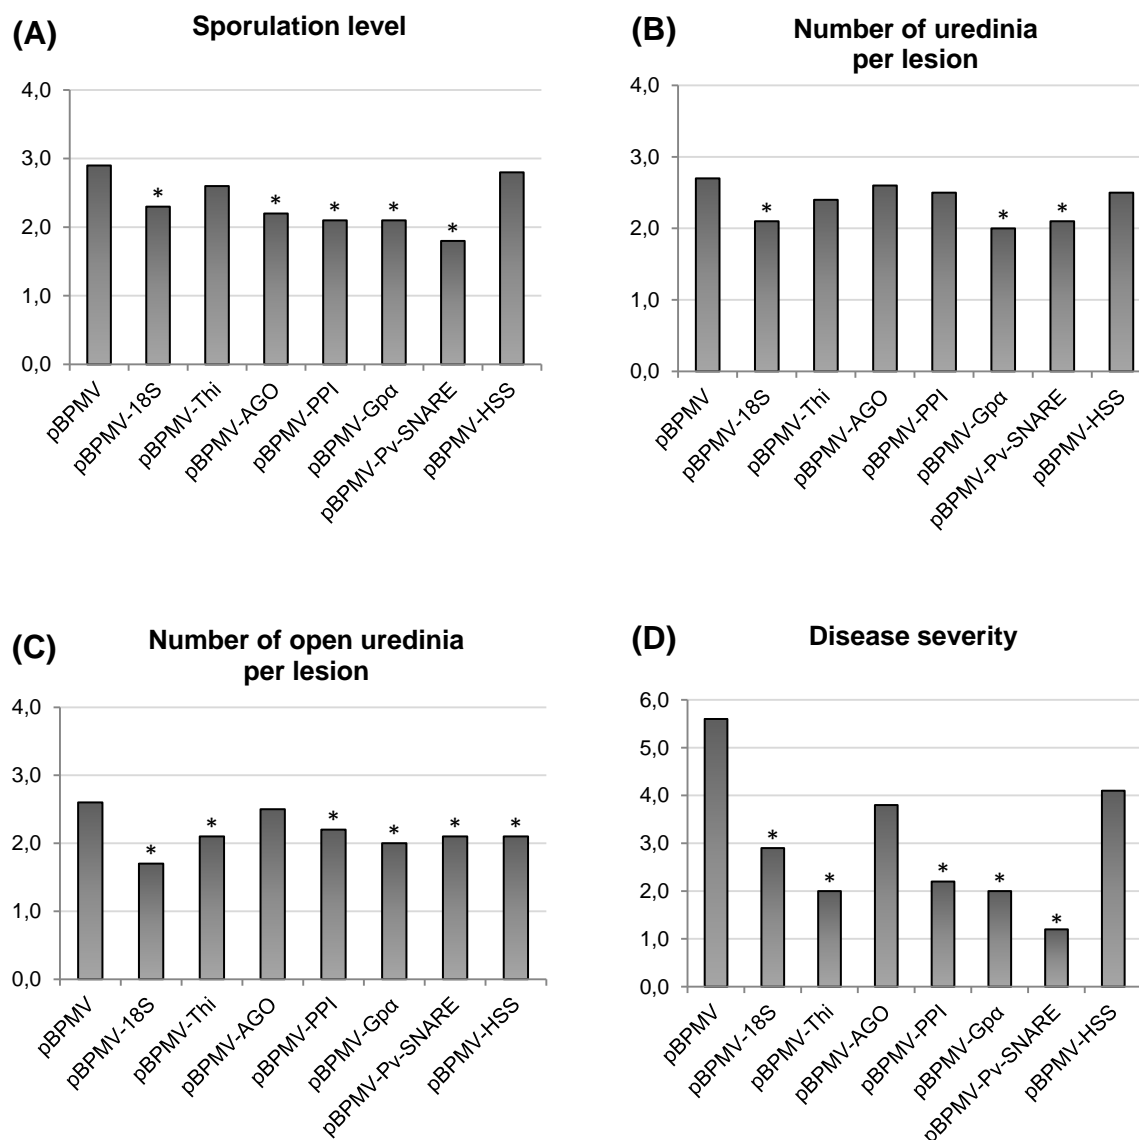 (A)
Sporulation level
4,0
3,0
2,0
1,0
0,0
*
*
*
*
*
pBPMV
pBPMV-18S
pBPMV-Thi
pBPMV-AGO
pBPMV-PPI
pBPMV-Gpα
pBPMV-Pv-SNARE
pBPMV-HSS
(B)
Number of uredinia
per lesion
4,0
3,0
2,0
1,0
0,0
*
*
*
pBPMV
pBPMV-18S
pBPMV-Thi
pBPMV-AGO
pBPMV-PPI
pBPMV-Gpα
pBPMV-Pv-SNARE
pBPMV-HSS
(C)
Number of open uredinia
per lesion
4,0
3,0
2,0
1,0
0,0
*
*
*
*
*
*
pBPMV
pBPMV-18S
pBPMV-Thi
pBPMV-AGO
pBPMV-PPI
pBPMV-Gpα
pBPMV-Pv-SNARE
pBPMV-HSS
(D)
Disease severity
6,0
5,0
4,0
3,0
2,0
1,0
0,0
*
*
*
*
*
pBPMV
pBPMV-18S
pBPMV-Thi
pBPMV-AGO
pBPMV-PPI
pBPMV-Gpα
pBPMV-Pv-SNARE
pBPMV-HSS